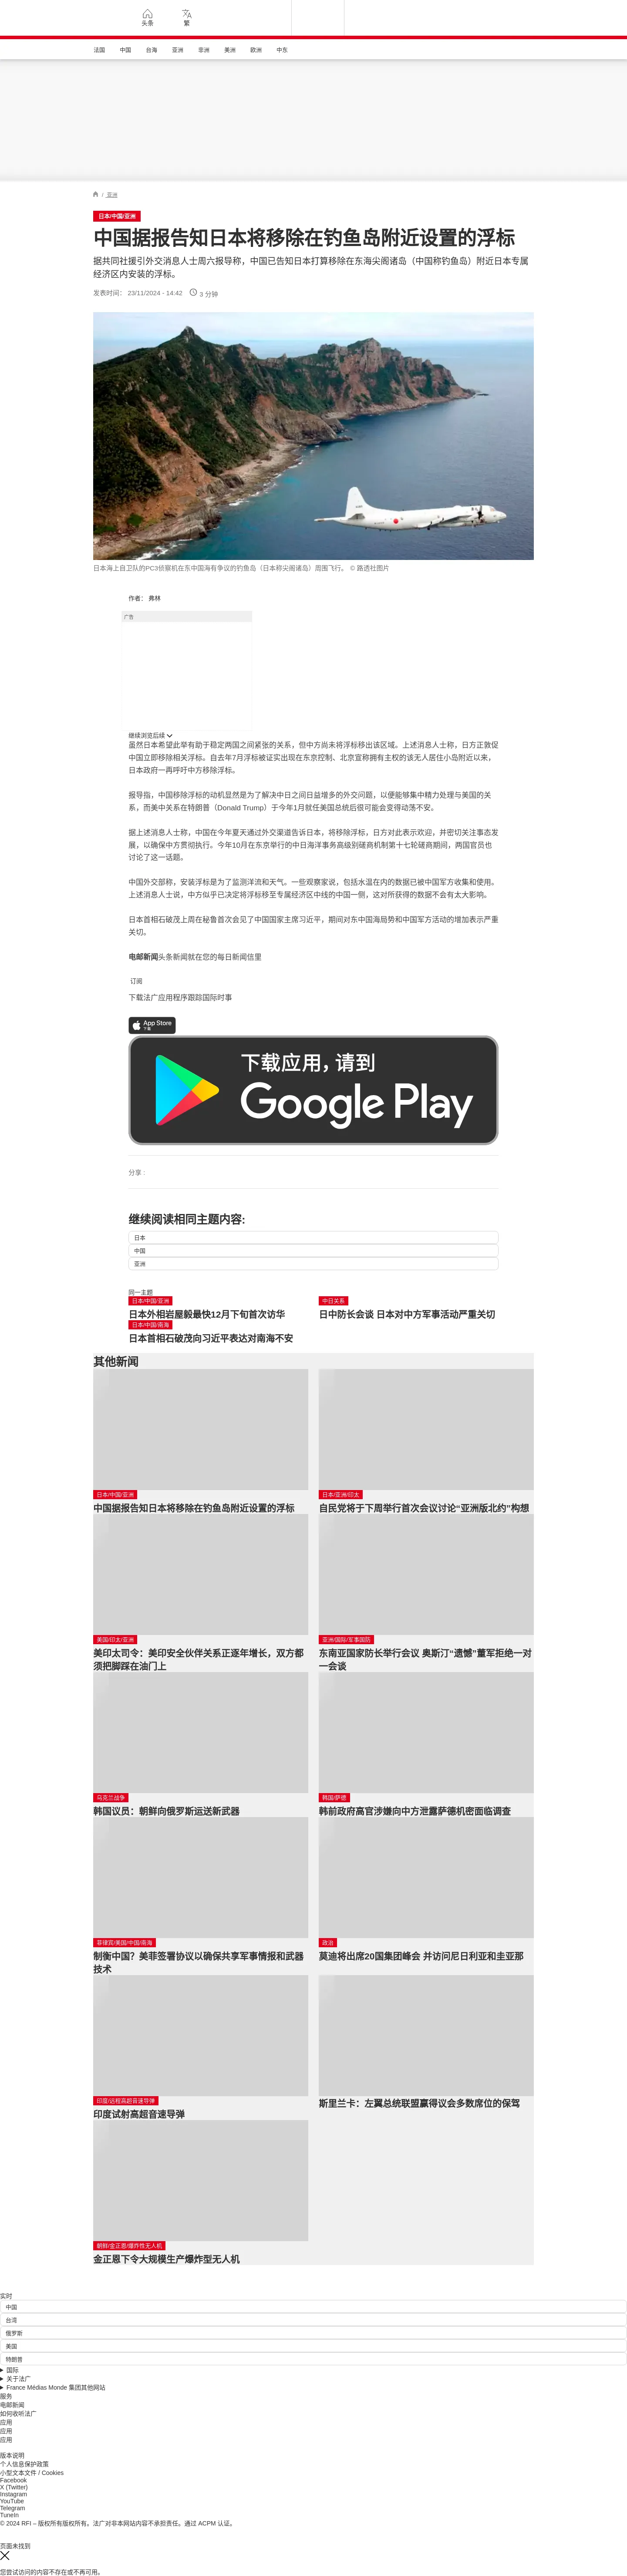 头条
繁
法国 中国 台海 亚洲 非洲 美洲 欧洲 中东
/ 亚洲
日本/中国/亚洲
中国据报告知日本将移除在钓鱼岛附近设置的浮标
据共同社援引外交消息人士周六报导称，中国已告知日本打算移除在东海尖阁诸岛（中国称钓鱼岛）附近日本专属
经济区内安装的浮标。
发表时间： 23/11/2024 - 14:42 3 分钟
日本海上自卫队的PC3侦察机在东中国海有争议的钓鱼岛（日本称尖阁诸岛）周围飞行。 © 路透社图片
作者： 弗林
广告
继续浏览后续
虽然日本希望此举有助于稳定两国之间紧张的关系，但中方尚未将浮标移出该区域。上述消息人士称，日方正敦促
中国立即移除相关浮标。自去年7月浮标被证实出现在东京控制、北京宣称拥有主权的该无人居住小岛附近以来，
日本政府一再呼吁中方移除浮标。
报导指，中国移除浮标的动机显然是为了解决中日之间日益增多的外交问题，以便能够集中精力处理与美国的关
系，而美中关系在特朗普（Donald Trump）于今年1月就任美国总统后很可能会变得动荡不安。
据上述消息人士称，中国在今年夏天通过外交渠道告诉日本，将移除浮标，日方对此表示欢迎，并密切关注事态发
展，以确保中方贯彻执行。今年10月在东京举行的中日海洋事务高级别磋商机制第十七轮磋商期间，两国官员也
讨论了这一话题。
中国外交部称，安装浮标是为了监测洋流和天气。一些观察家说，包括水温在内的数据已被中国军方收集和使用。
上述消息人士说，中方似乎已决定将浮标移至专属经济区中线的中国一侧，这对所获得的数据不会有太大影响。
日本首相石破茂上周在秘鲁首次会见了中国国家主席习近平，期间对东中国海局势和中国军方活动的增加表示严重
关切。
电邮新闻头条新闻就在您的每日新闻信里
订阅
下载法广应用程序跟踪国际时事
App Store
下载
下载应用，请到
Google Play
分享 :
继续阅读相同主题内容:
日本
中国
亚洲
同一主题
日本/中国/亚洲
日本外相岩屋毅最快12月下旬首次访华
中日关系
日中防长会谈 日本对中方军事活动严重关切
日本/中国/南海
日本首相石破茂向习近平表达对南海不安
其他新闻
日本/中国/亚洲
中国据报告知日本将移除在钓鱼岛附近设置的浮标
日本/亚洲/印太
自民党将于下周举行首次会议讨论“亚洲版北约”构想
美国/印太/亚洲
美印太司令：美印安全伙伴关系正逐年增长，双方都
须把脚踩在油门上
亚洲/国际/军事国防
东南亚国家防长举行会议 奥斯汀“遗憾”董军拒绝一对
一会谈
乌克兰战争
韩国议员：朝鲜向俄罗斯运送新武器
韩国/萨德
韩前政府高官涉嫌向中方泄露萨德机密面临调查
菲律宾/美国/中国/南海
制衡中国？美菲签署协议以确保共享军事情报和武器
技术
政治
莫迪将出席20国集团峰会 并访问尼日利亚和圭亚那
印度/远程高超音速导弹
印度试射高超音速导弹
斯里兰卡：左翼总统联盟赢得议会多数席位的保驾
朝鲜/金正恩/爆炸性无人机
金正恩下令大规模生产爆炸型无人机
实时
中国
台湾
俄罗斯
美国
特朗普
国际
关于法广
France Médias Monde 集团其他网站
服务
电邮新闻
如何收听法广
应用
应用
应用
版本说明
个人信息保护政策
小型文本文件 / Cookies
Facebook
X (Twitter)
Instagram
YouTube
Telegram
TuneIn
© 2024 RFI – 版权所有版权所有。法广对非本网站内容不承担责任。通过 ACPM 认证。
页面未找到
您尝试访问的内容不存在或不再可用。